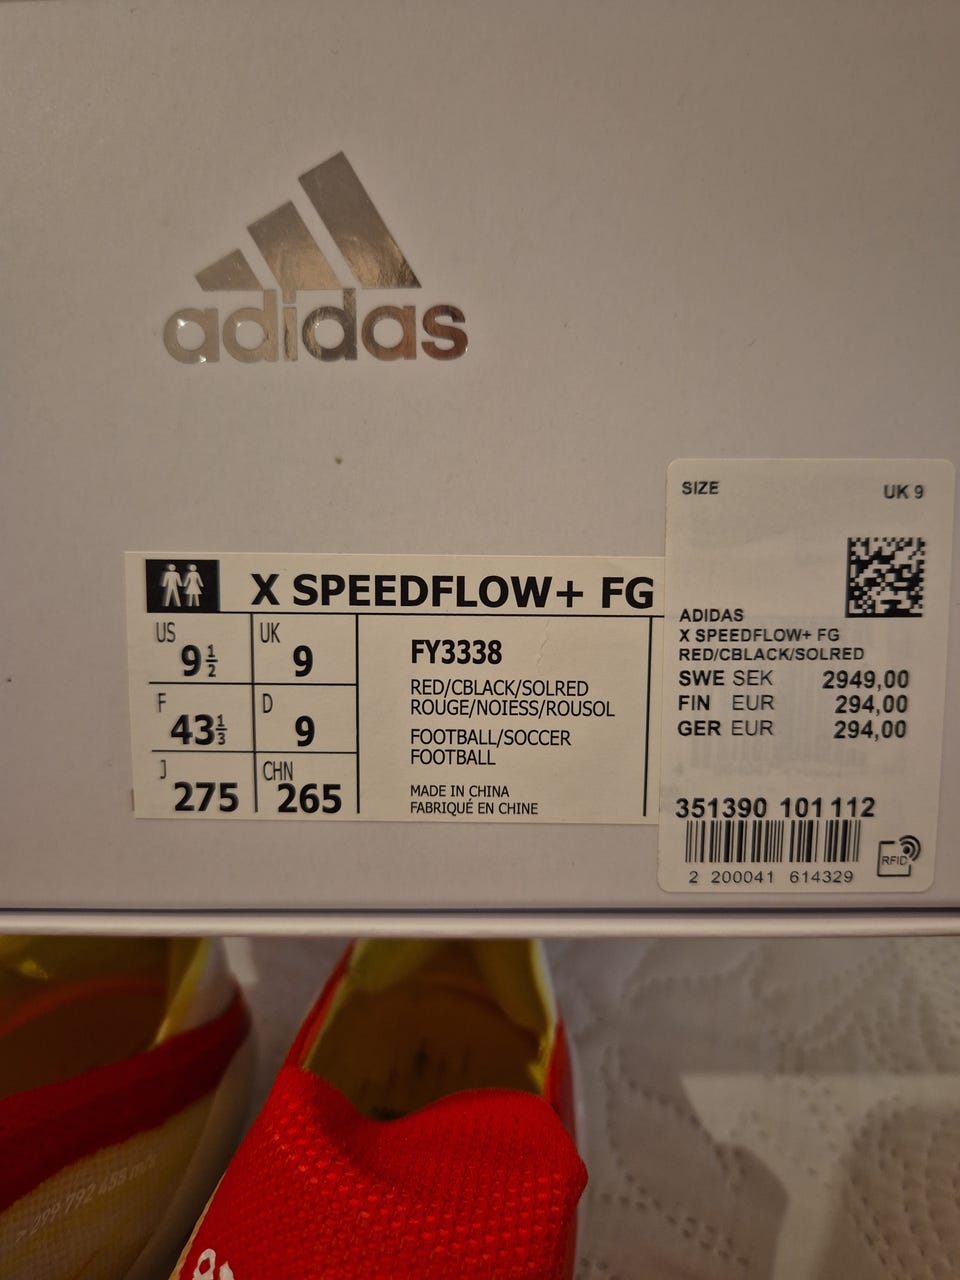 adidas
X SPEEDFLOW+ FG
US 9½
UK 9
F 43⅓
D 9
J 275
CHN 265
FY3338
RED/CBLACK/SOLRED
ROUGE/NOIESS/ROUSOL
FOOTBALL/SOCCER
FOOTBALL
MADE IN CHINA
FABRIQUÉ EN CHINE
SIZE UK 9
ADIDAS
X SPEEDFLOW+ FG
RED/CBLACK/SOLRED
SWE SEK 2949,00
FIN EUR 294,00
GER EUR 294,00
351390 101 112
2 200041 614329
RFID
299 792 458 m/s